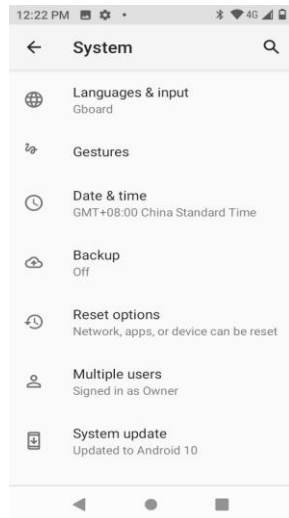 12:22 PM 4G
System
Languages & input
Gboard
Gestures
Date & time
GMT+08:00 China Standard Time
Backup
Off
Reset options
Network, apps, or device can be reset
Multiple users
Signed in as Owner
System update
Updated to Android 10